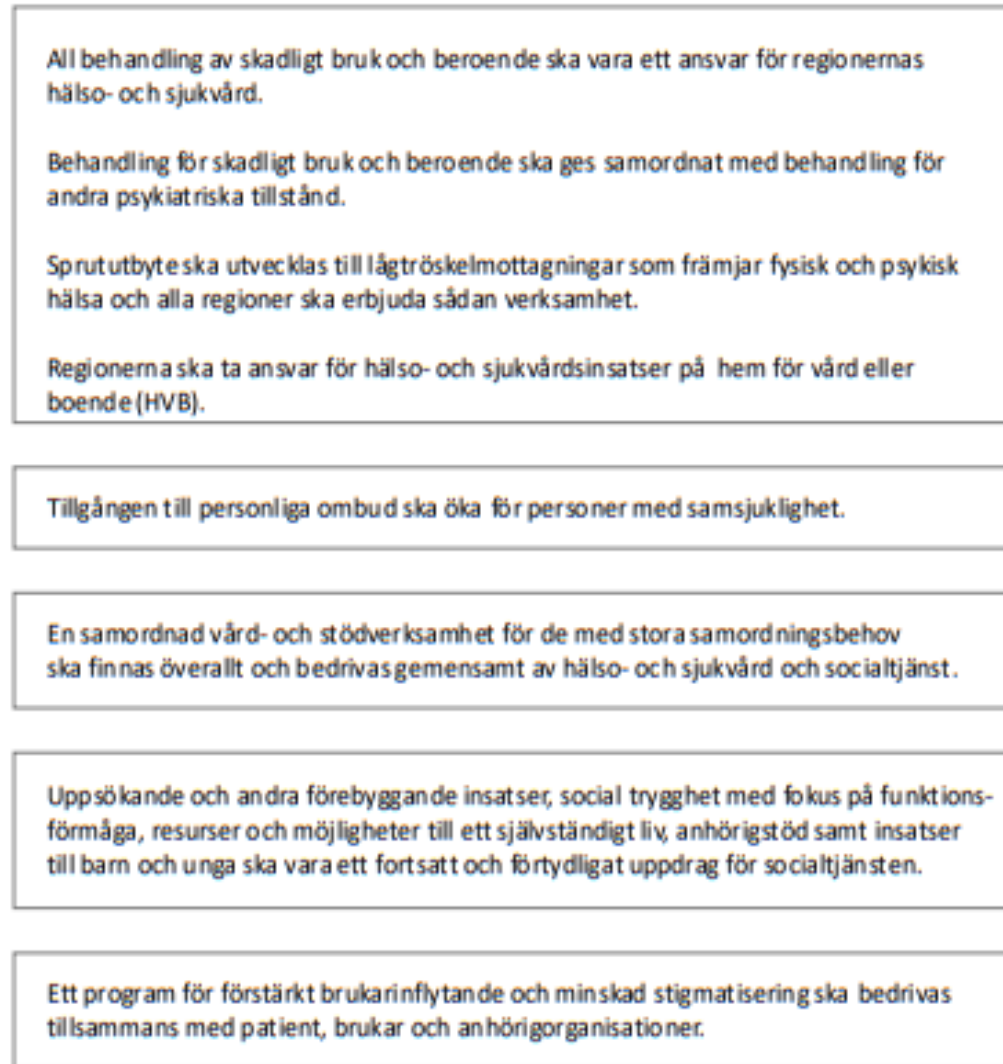 All behandling av skadligt bruk och beroende ska vara ett ansvar för regionernas
hälso- och sjukvård.
Behandling för skadligt bruk och beroende ska ges samordnat med behandling för
andra psykiatriska tillstånd.
Sprututbyte ska utvecklas till lågtröskelmottagningar som främjar fysisk och psykisk
hälsa och alla regioner ska erbjuda sådan verksamhet.
Regionerna ska ta ansvar för hälso- och sjukvårdsinsatser på hem för vård eller
boende (HVB).
Tillgången till personliga ombud ska öka för personer med samsjuklighet.
En samordnad vård- och stödverksamhet för de med stora samordningsbehov
ska finnas överallt och bedrivas gemensamt av hälso- och sjukvård och socialtjänst.
Uppsökande och andra förebyggande insatser, social trygghet med fokus på funktions-
förmåga, resurser och möjligheter till ett självständigt liv, anhörigstöd samt insatser
till barn och unga ska vara ett fortsatt och förtydligat uppdrag för socialtjänsten.
Ett program för förstärkt brukarinflytande och minskad stigmatisering ska bedrivas
tillsammans med patient, brukar och anhörigorganisationer.